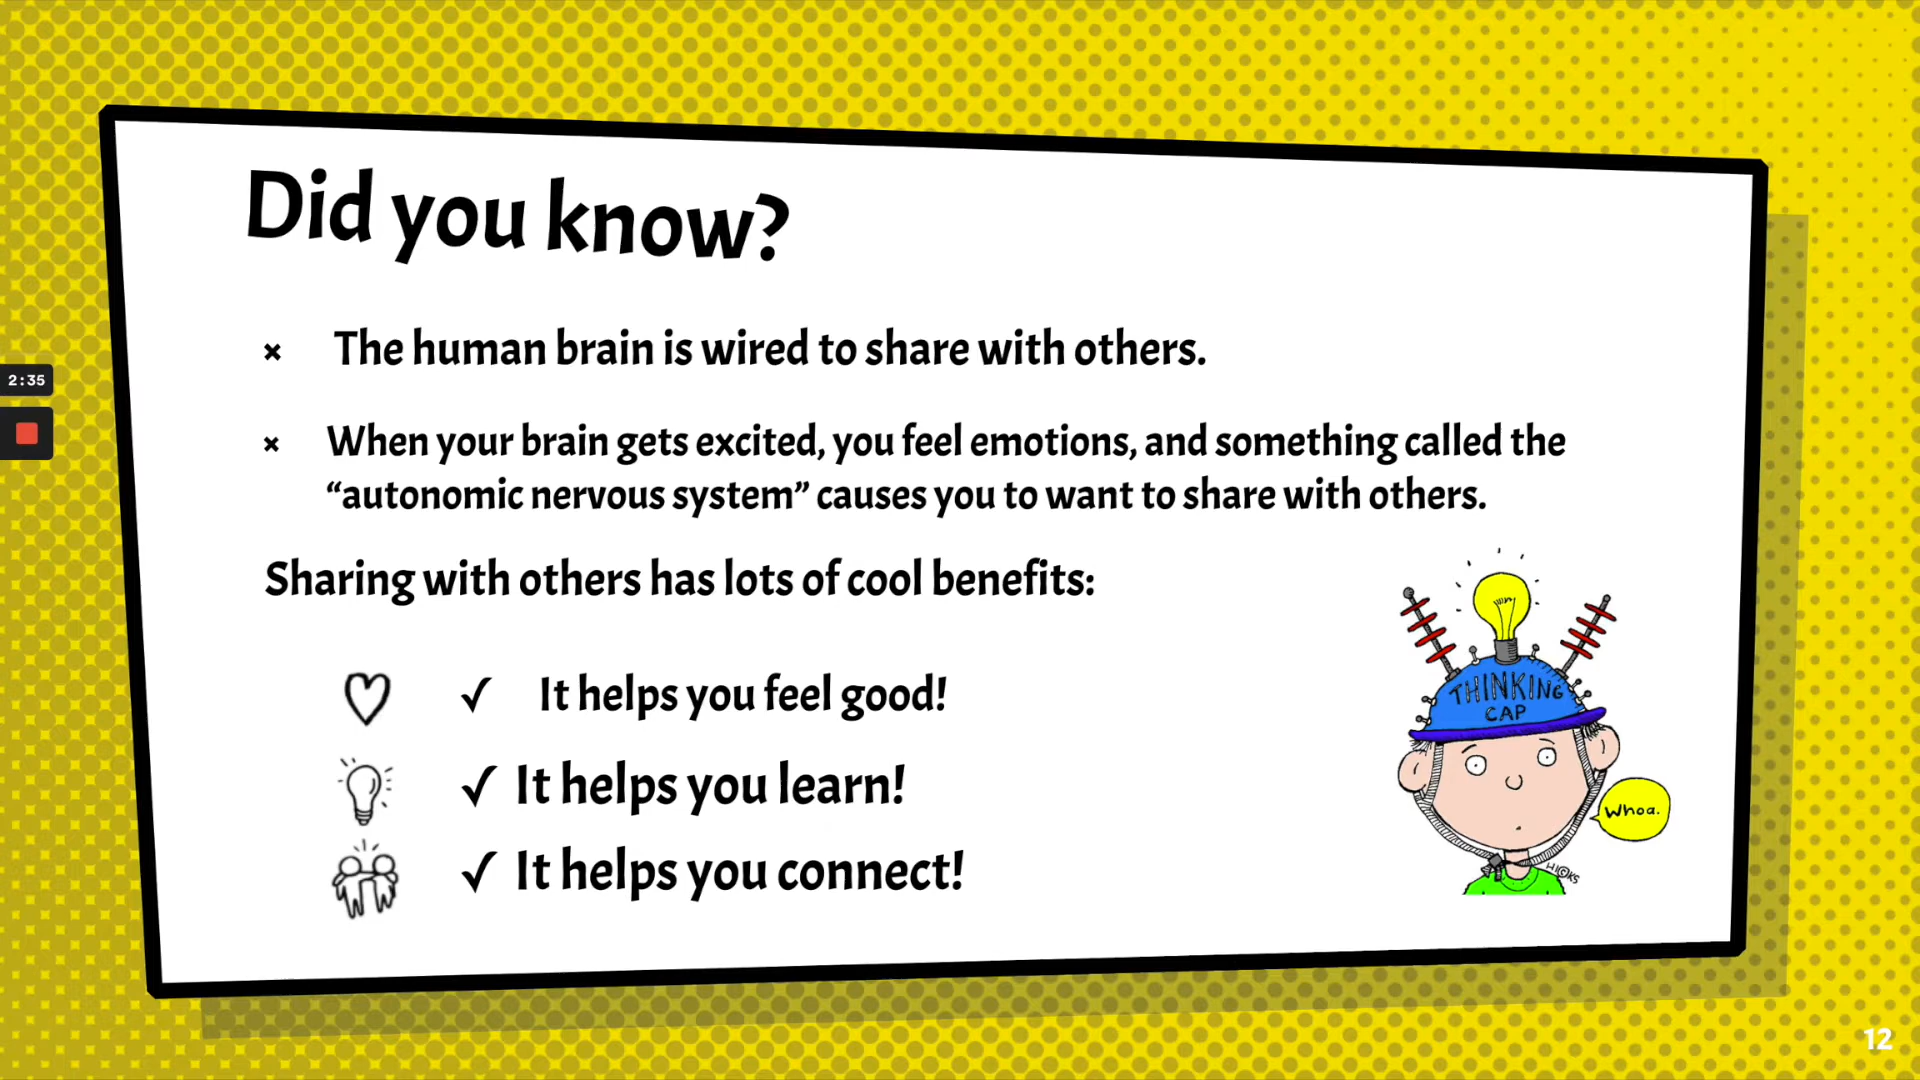 Did you know?
× The human brain is wired to share with others.
× When your brain gets excited, you feel emotions, and something called the
“autonomic nervous system” causes you to want to share with others.
Sharing with others has lots of cool benefits:
✓ It helps you feel good!
✓ It helps you learn!
✓ It helps you connect!
THINKING
CAP
Whoa.
HICKS
2:35
12